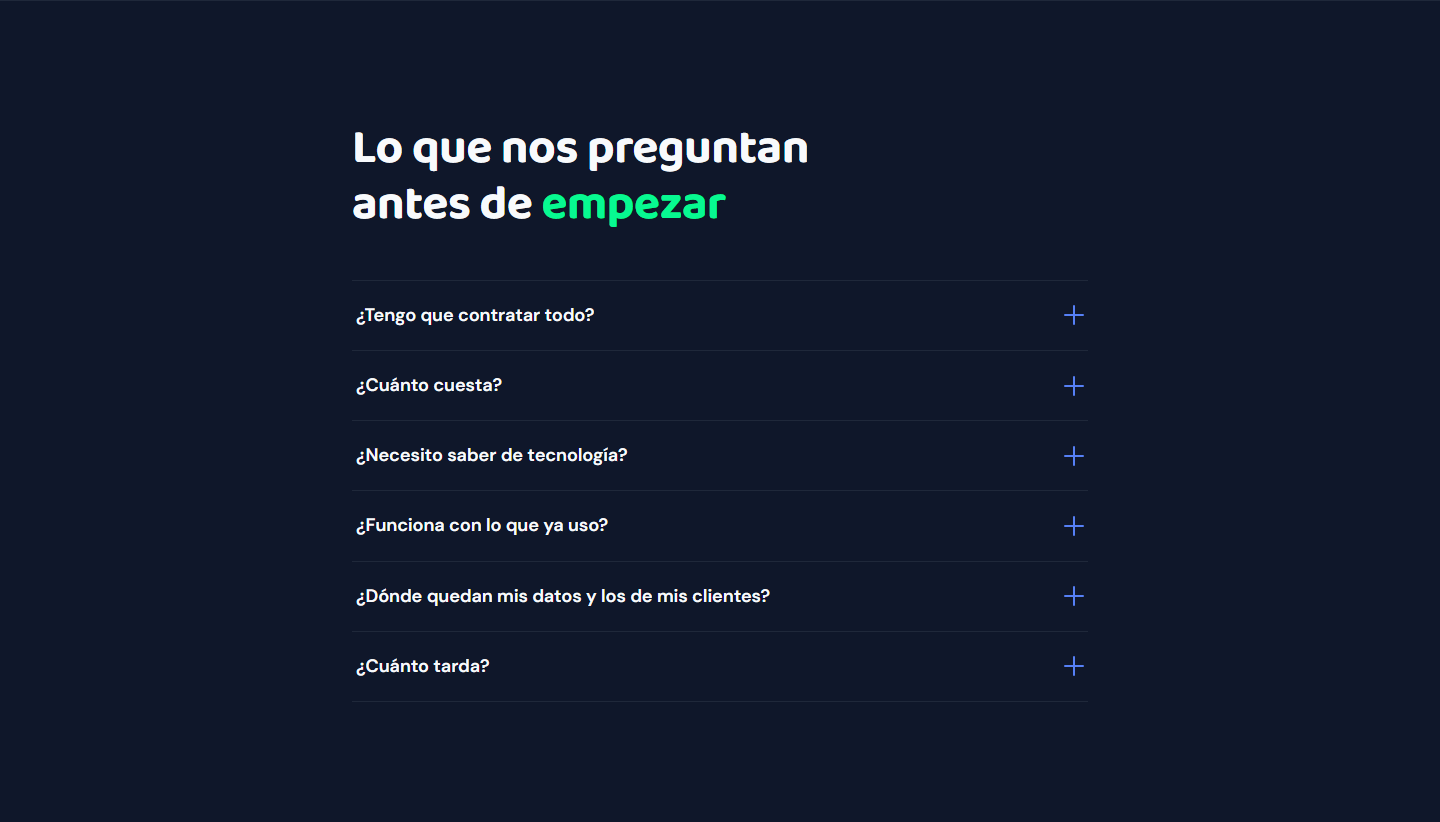 Lo que nos preguntan
antes de empezar
¿Tengo que contratar todo?
¿Cuánto cuesta?
¿Necesito saber de tecnología?
¿Funciona con lo que ya uso?
¿Dónde quedan mis datos y los de mis clientes?
¿Cuánto tarda?